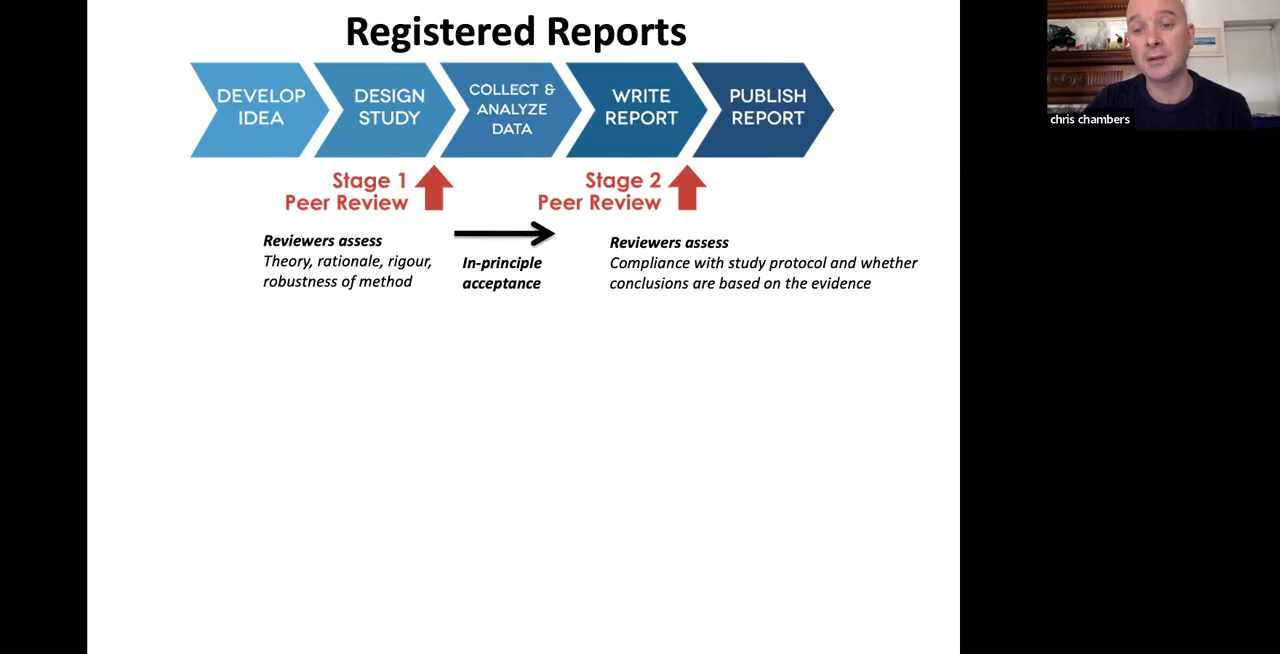 Registered Reports
DEVELOP
IDEA
DESIGN
STUDY
COLLECT &
ANALYZE
DATA
WRITE
REPORT
PUBLISH
REPORT
Stage 1
Peer Review
Stage 2
Peer Review
Reviewers assess
Theory, rationale, rigour,
robustness of method
In-principle
acceptance
Reviewers assess
Compliance with study protocol and whether
conclusions are based on the evidence
chris chambers